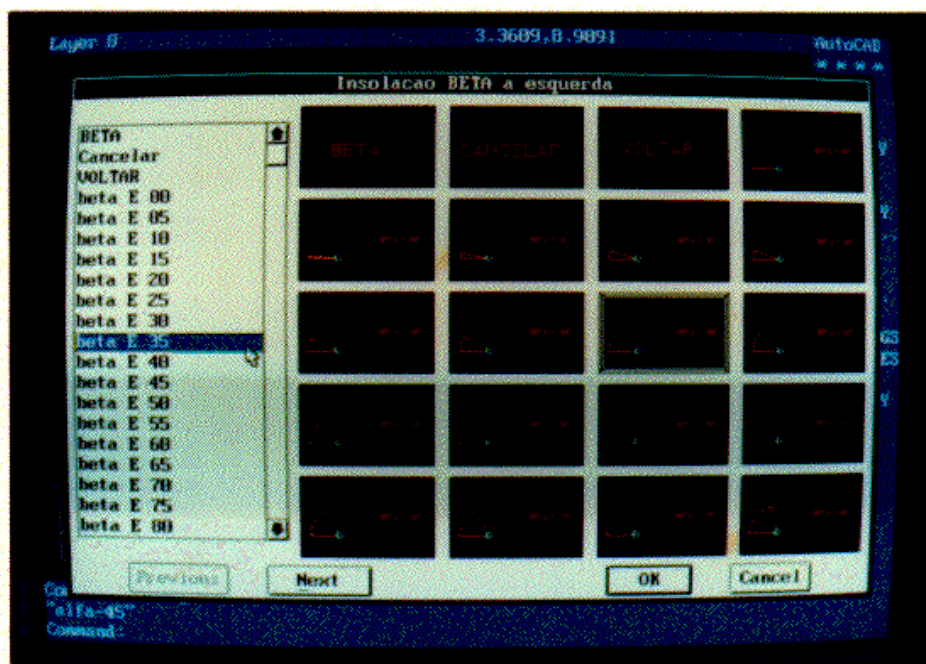 Layer 0 3.3609,8.9891 AutoCAD
* * * *
Insolacao BETA a esquerda
BETA
Cancelar
VOLTAR
beta E 00
beta E 05
beta E 10
beta E 15
beta E 20
beta E 25
beta E 30
beta E 35
beta E 40
beta E 45
beta E 50
beta E 55
beta E 60
beta E 65
beta E 70
beta E 75
beta E 80
BETA CANCELAR VOLTAR
Previous Next OK Cancel
"alfa-45"
Command: